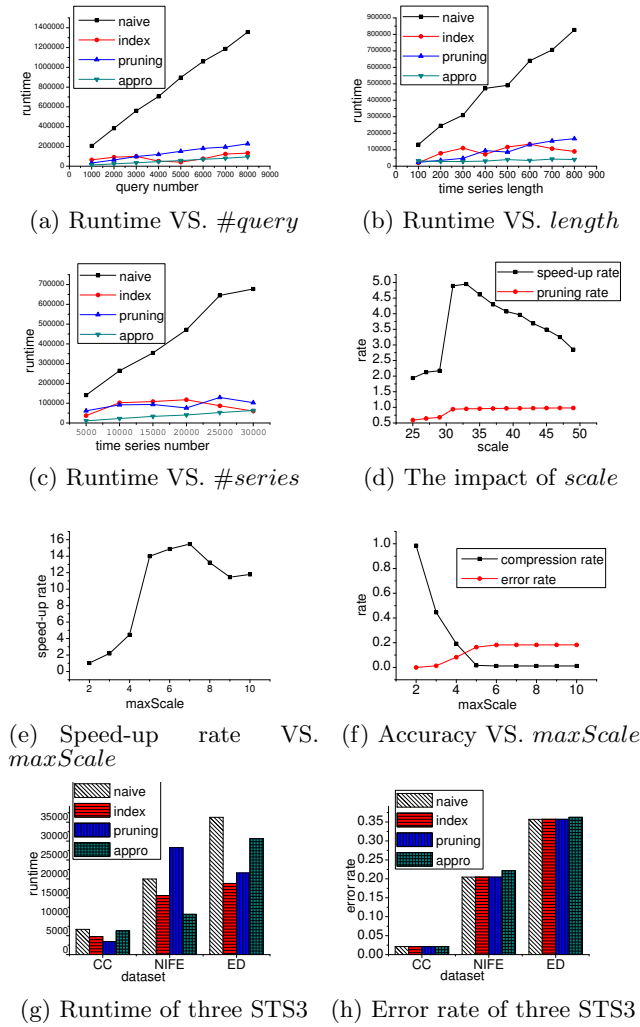 1400000
1200000
1000000
800000
600000
400000
200000
0
runtime
naive
index
pruning
appro
0 1000 2000 3000 4000 5000 6000 7000 8000 9000
query number
(a) Runtime VS. #query
900000
800000
700000
600000
500000
400000
300000
200000
100000
0
runtime
naive
index
pruning
appro
0 100 200 300 400 500 600 700 800 900
time series length
(b) Runtime VS. length
700000
600000
500000
400000
300000
200000
100000
0
runtime
naive
index
pruning
appro
5000 10000 15000 20000 25000 30000
time series number
(c) Runtime VS. #series
5.0
4.5
4.0
3.5
3.0
2.5
2.0
1.5
1.0
0.5
rate
speed-up rate
pruning rate
25 30 35 40 45 50
scale
(d) The impact of scale
16
14
12
10
8
6
4
2
0
speed-up rate
2 4 6 8 10
maxScale
(e) Speed-up rate VS.
maxScale
1.0
0.8
0.6
0.4
0.2
0.0
rate
compression rate
error rate
2 4 6 8 10
maxScale
(f) Accuracy VS. maxScale
35000
30000
25000
20000
15000
10000
5000
0
runtime
naive
index
pruning
appro
CC NIFE ED
dataset
(g) Runtime of three STS3
0.35
0.30
0.25
0.20
0.15
0.10
0.05
0.00
error rate
naive
index
pruning
appro
CC NIFE ED
dataset
(h) Error rate of three STS3